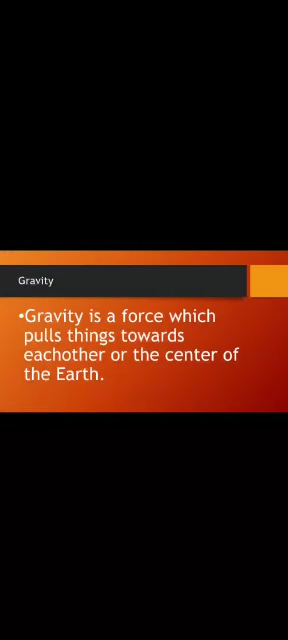 Gravity
•Gravity is a force which
pulls things towards
eachother or the center of
the Earth.